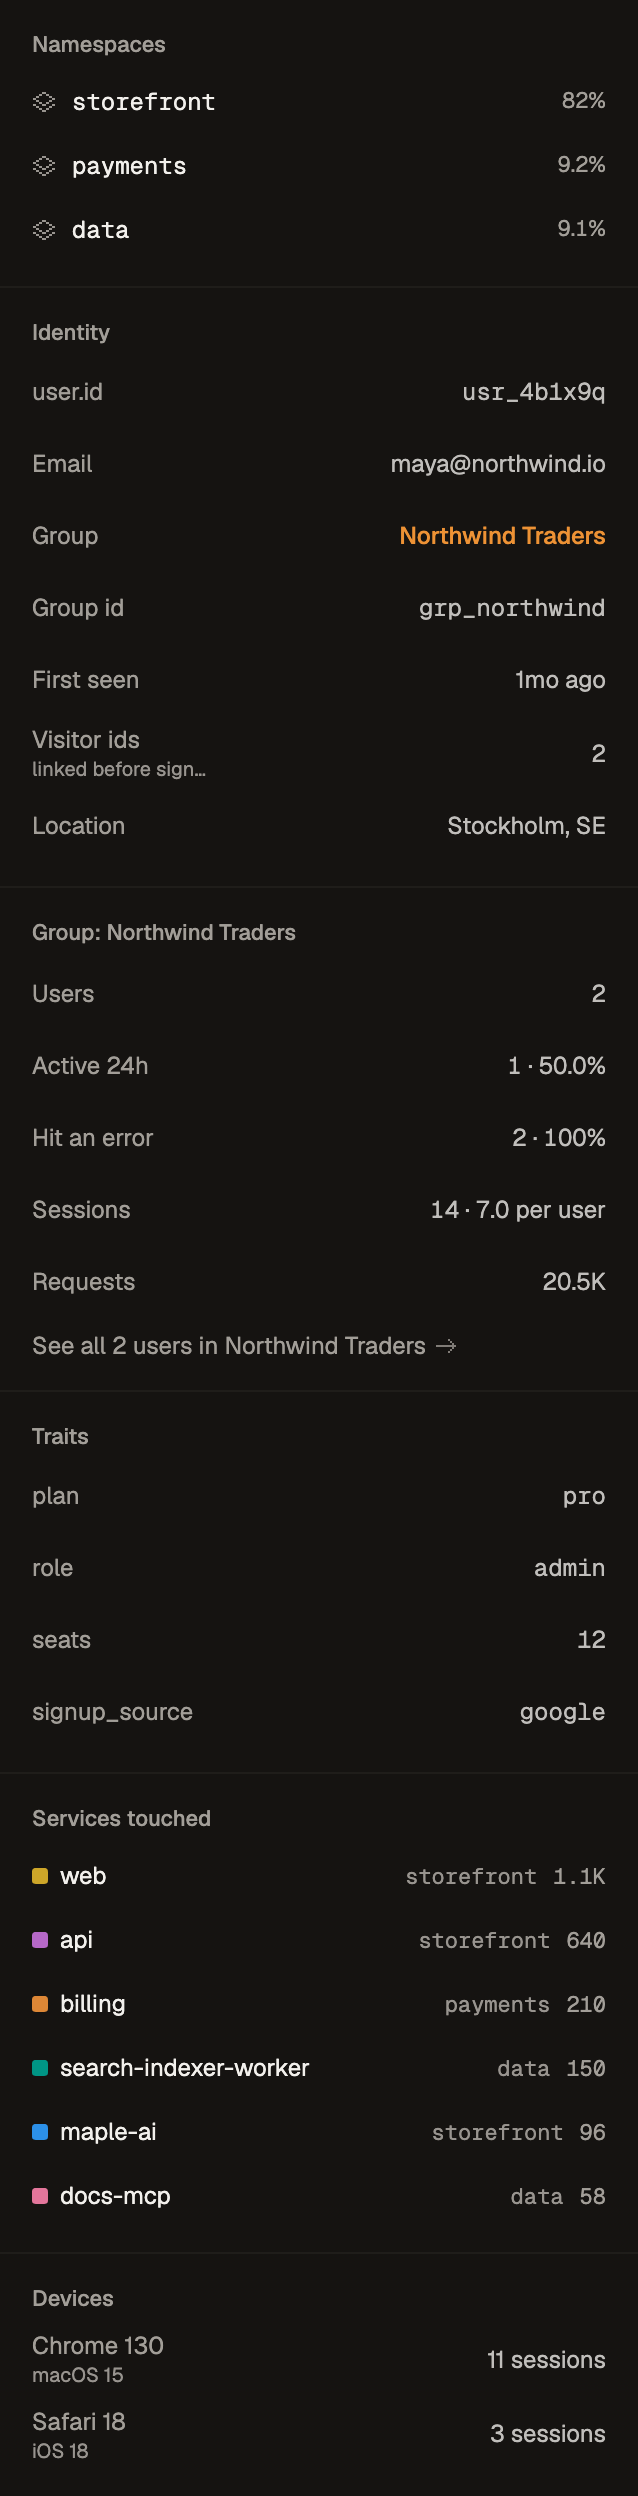 Namespaces
storefront 82%
payments 9.2%
data 9.1%
Identity
user.id usr_4b1x9q
Email maya@northwind.io
Group Northwind Traders
Group id grp_northwind
First seen 1mo ago
Visitor ids 2
linked before sign…
Location Stockholm, SE
Group: Northwind Traders
Users 2
Active 24h 1 · 50.0%
Hit an error 2 · 100%
Sessions 14 · 7.0 per user
Requests 20.5K
See all 2 users in Northwind Traders →
Traits
plan pro
role admin
seats 12
signup_source google
Services touched
web storefront 1.1K
api storefront 640
billing payments 210
search-indexer-worker data 150
maple-ai storefront 96
docs-mcp data 58
Devices
Chrome 130 11 sessions
macOS 15
Safari 18 3 sessions
iOS 18